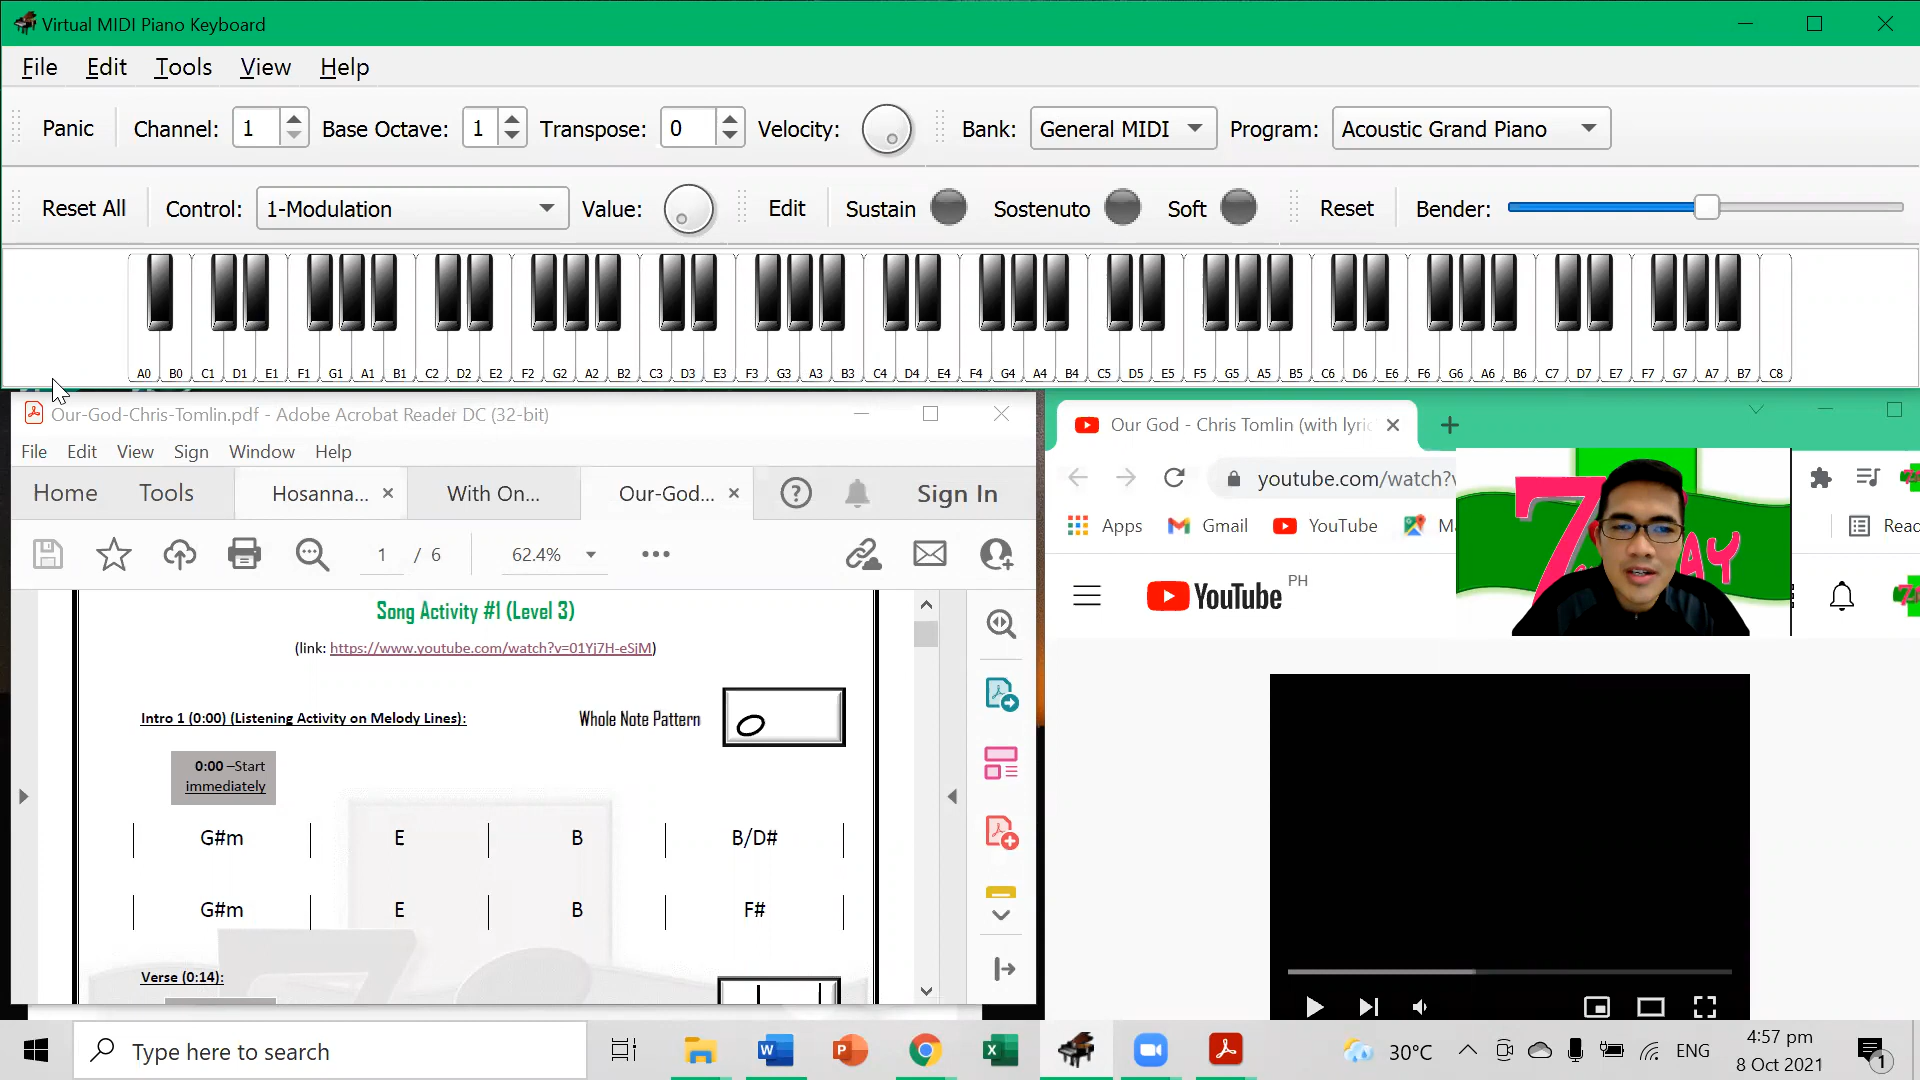 Virtual MIDI Piano Keyboard
File Edit Tools View Help
Panic Channel: 1 Base Octave: 1 Transpose: 0 Velocity: Bank: General MIDI Program: Acoustic Grand Piano
Reset All Control: 1-Modulation Value: Edit Sustain Sostenuto Soft Reset Bender:
A0 B0 C1 D1 E1 F1 G1 A1 B1 C2 D2 E2 F2 G2 A2 B2 C3 D3 E3 F3 G3 A3 B3 C4 D4 E4 F4 G4 A4 B4 C5 D5 E5 F5 G5 A5 B5 C6 D6 E6 F6 G6 A6 B6 C7 D7 E7 F7 G7 A7 B7 C8
Our-God-Chris-Tomlin.pdf - Adobe Acrobat Reader DC (32-bit)
File Edit View Sign Window Help
Home Tools Hosanna... With On... Our-God... Sign In
1 / 6 62.4%
Song Activity #1 (Level 3)
(link: https://www.youtube.com/watch?v=01Yj7H-eSjM)
Intro 1 (0:00) (Listening Activity on Melody Lines): Whole Note Pattern
0:00 –Start
immediately
G#m E B B/D#
G#m E B F#
Verse (0:14):
Our God - Chris Tomlin (with lyric
youtube.com/watch?v
Apps Gmail YouTube Ma
Reac
7 AY
YouTube PH
Type here to search
30°C ENG
4:57 pm
8 Oct 2021
1